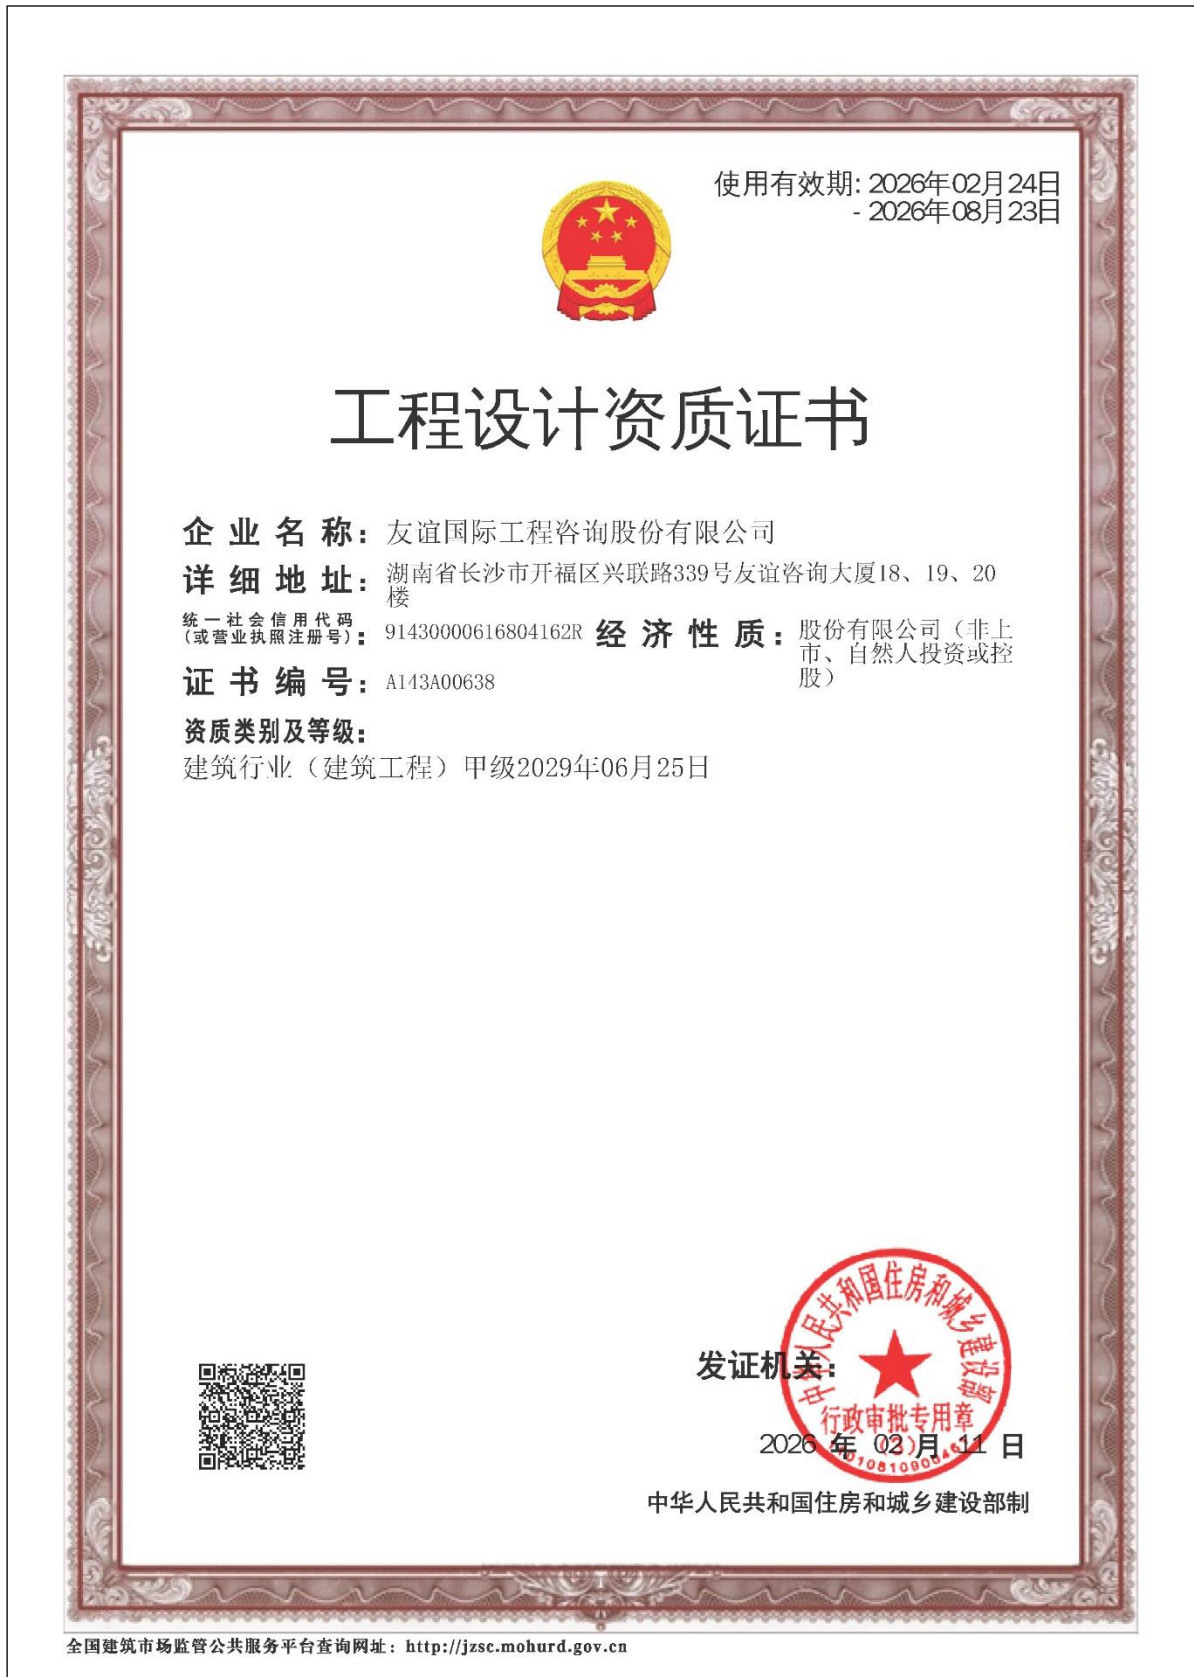 使用有效期: 2026年02月24日
- 2026年08月23日
工程设计资质证书
企业名称：友谊国际工程咨询股份有限公司
详细地址：湖南省长沙市开福区兴联路339号友谊咨询大厦18、19、20
楼
统一社会信用代码
(或营业执照注册号)：91430000616804162R 经济性质：股份有限公司（非上
市、自然人投资或控
股）
证书编号：A143A00638
资质类别及等级：
建筑行业（建筑工程）甲级2029年06月25日
中华人民共和国住房和城乡建设部
发证机关：
行政审批专用章
(3)
2026 年 03 月 11 日
中华人民共和国住房和城乡建设部制
全国建筑市场监管公共服务平台查询网址：http://jzsc.mohurd.gov.cn